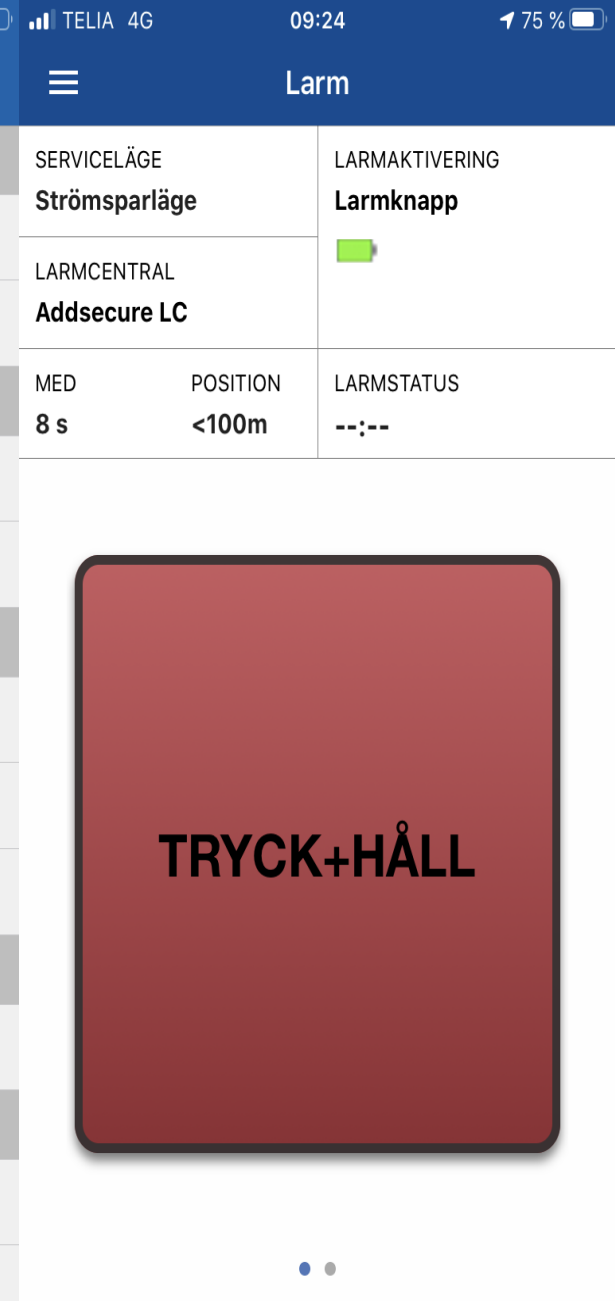 TELIA 4G 09:24 75 %
Larm
SERVICELÄGE
Strömsparläge
LARMAKTIVERING
Larmknapp
LARMCENTRAL
Addsecure LC
MED POSITION
8 s <100m
LARMSTATUS
--:--
TRYCK+HÅLL